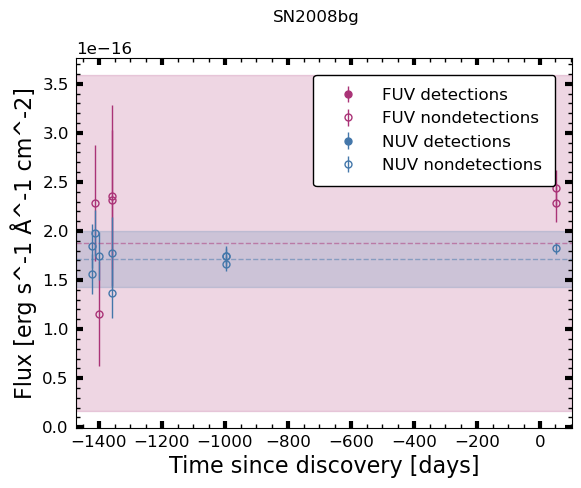 SN2008bg
1e−16
FUV detections
FUV nondetections
NUV detections
NUV nondetections
Flux [erg s^-1 Å^-1 cm^-2]
3.5
3.0
2.5
2.0
1.5
1.0
0.5
0.0
−1400 −1200 −1000 −800 −600 −400 −200 0
Time since discovery [days]